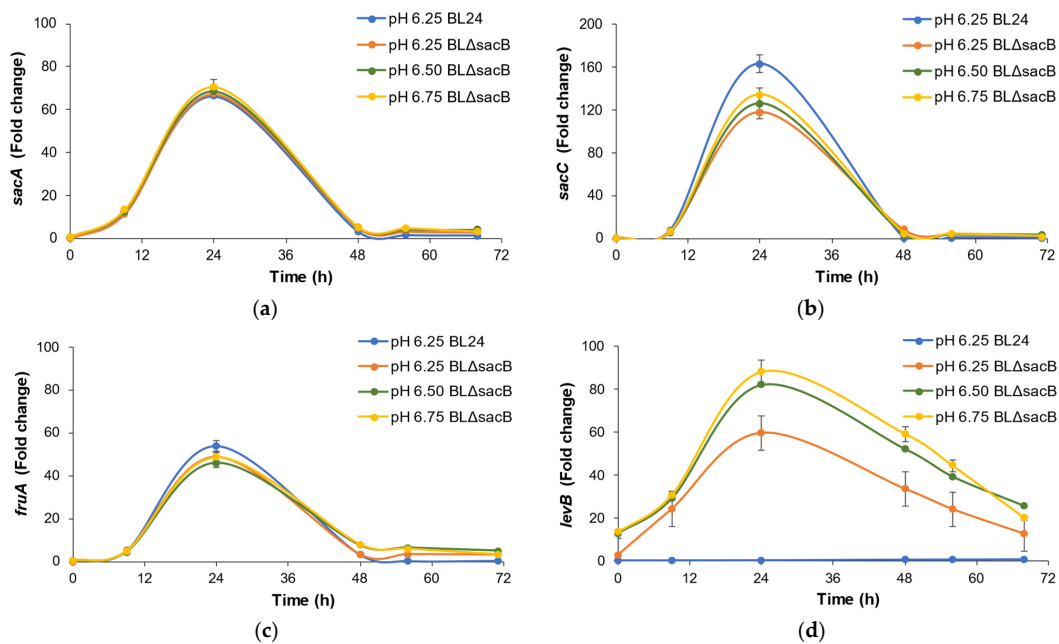 100
80
60
40
20
0
sacA (Fold change)
0
12
24
36
48
60
72
Time (h)
pH 6.25 BL24
pH 6.25 BLΔsacB
pH 6.50 BLΔsacB
pH 6.75 BLΔsacB
(a)
200
160
120
80
40
0
sacC (Fold change)
0
12
24
36
48
60
72
Time (h)
pH 6.25 BL24
pH 6.25 BLΔsacB
pH 6.50 BLΔsacB
pH 6.75 BLΔsacB
(b)
100
80
60
40
20
0
fruA (Fold change)
0
12
24
36
48
60
72
Time (h)
pH 6.25 BL24
pH 6.25 BLΔsacB
pH 6.50 BLΔsacB
pH 6.75 BLΔsacB
(c)
100
80
60
40
20
0
levB (Fold change)
0
12
24
36
48
60
72
Time (h)
pH 6.25 BL24
pH 6.25 BLΔsacB
pH 6.50 BLΔsacB
pH 6.75 BLΔsacB
(d)